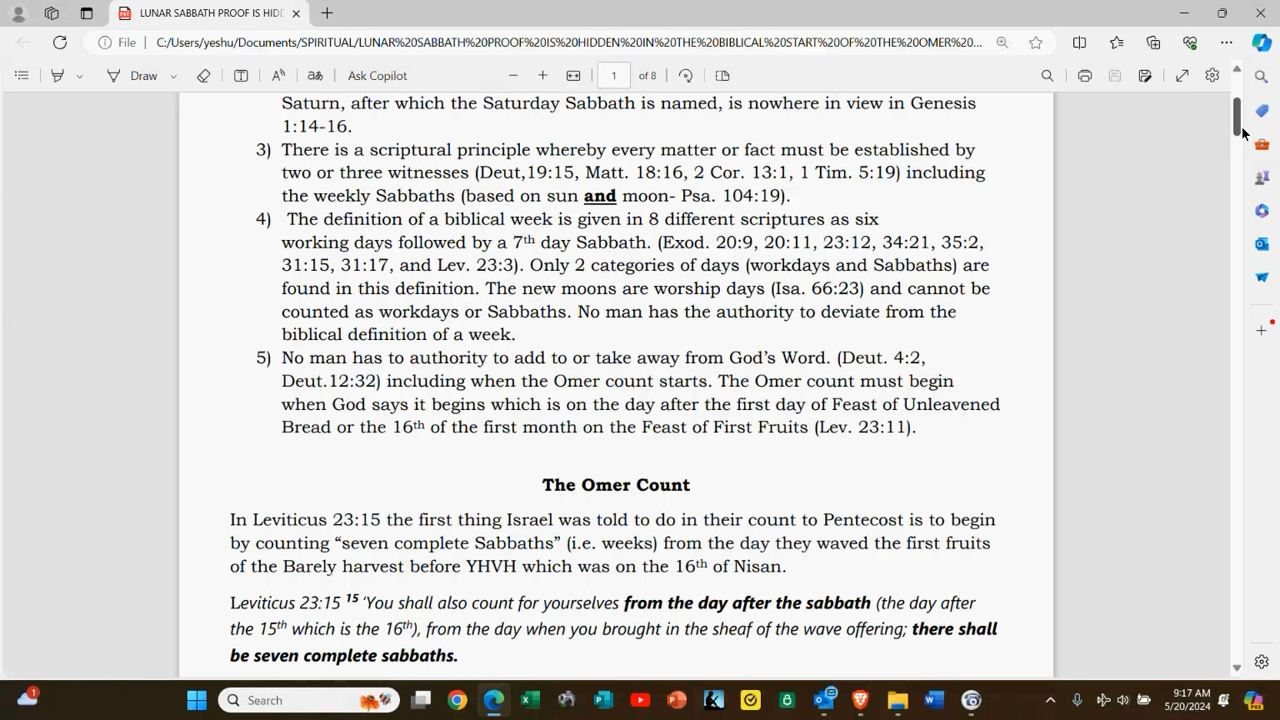 LUNAR SABBATH PROOF IS HIDD
File
C:/Users/yeshu/Documents/SPIRITUAL/LUNAR%20SABBATH%20PROOF%20IS%20HIDDEN%20IN%20THE%20BIBLICAL%20START%20OF%20THE%20OMER%20...
Draw
Ask Copilot
1 of 8
Saturn, after which the Saturday Sabbath is named, is nowhere in view in Genesis
1:14-16.
3) There is a scriptural principle whereby every matter or fact must be established by
two or three witnesses (Deut,19:15, Matt. 18:16, 2 Cor. 13:1, 1 Tim. 5:19) including
the weekly Sabbaths (based on sun and moon- Psa. 104:19).
4) The definition of a biblical week is given in 8 different scriptures as six
working days followed by a 7th day Sabbath. (Exod. 20:9, 20:11, 23:12, 34:21, 35:2,
31:15, 31:17, and Lev. 23:3). Only 2 categories of days (workdays and Sabbaths) are
found in this definition. The new moons are worship days (Isa. 66:23) and cannot be
counted as workdays or Sabbaths. No man has the authority to deviate from the
biblical definition of a week.
5) No man has to authority to add to or take away from God's Word. (Deut. 4:2,
Deut.12:32) including when the Omer count starts. The Omer count must begin
when God says it begins which is on the day after the first day of Feast of Unleavened
Bread or the 16th of the first month on the Feast of First Fruits (Lev. 23:11).
The Omer Count
In Leviticus 23:15 the first thing Israel was told to do in their count to Pentecost is to begin
by counting “seven complete Sabbaths” (i.e. weeks) from the day they waved the first fruits
of the Barely harvest before YHVH which was on the 16th of Nisan.
Leviticus 23:15 15 ‘You shall also count for yourselves from the day after the sabbath (the day after
the 15th which is the 16th), from the day when you brought in the sheaf of the wave offering; there shall
be seven complete sabbaths.
1
Search
9:17 AM
5/20/2024